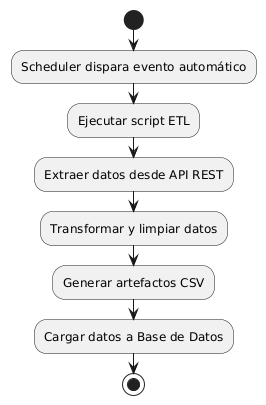 Scheduler dispara evento automático
Ejecutar script ETL
Extraer datos desde API REST
Transformar y limpiar datos
Generar artefactos CSV
Cargar datos a Base de Datos